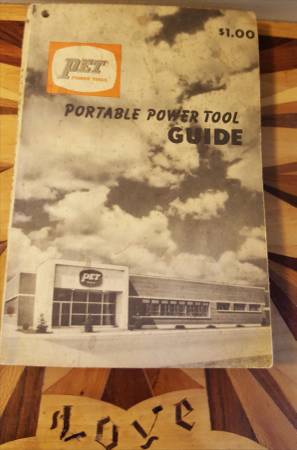 $1.00
PET
POWER TOOLS
PORTABLE POWER TOOL
GUIDE
PET
Love